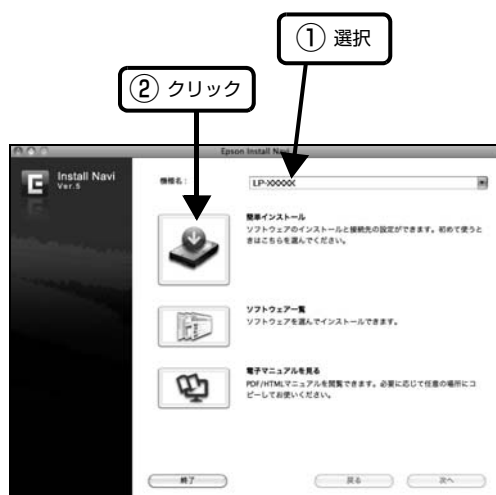 ① 選択
② クリック
Epson Install Navi
Install Navi
Ver.5
機種名：
LP-XXXXX
簡単インストール
ソフトウェアのインストールと接続先の設定ができます。初めて使うと
きはこちらを選んでください。
ソフトウェア一覧
ソフトウェアを選んでインストールできます。
電子マニュアルを見る
PDF/HTMLマニュアルを閲覧できます。必要に応じて任意の場所にコ
ピーしてお使いください。
終了
戻る
次へ